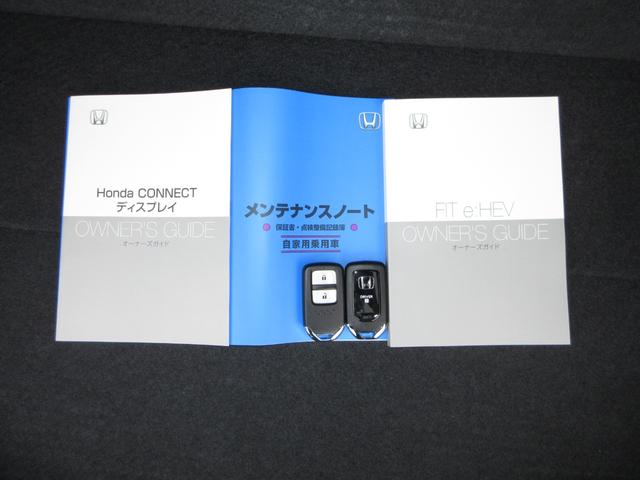 Honda CONNECT
ディスプレイ
OWNER'S GUIDE
オーナーズガイド
メンテナンスノート
保証書・点検整備記録簿
自家用乗用車
FIT e:HEV
OWNER'S GUIDE
オーナーズガイド
DRIVER